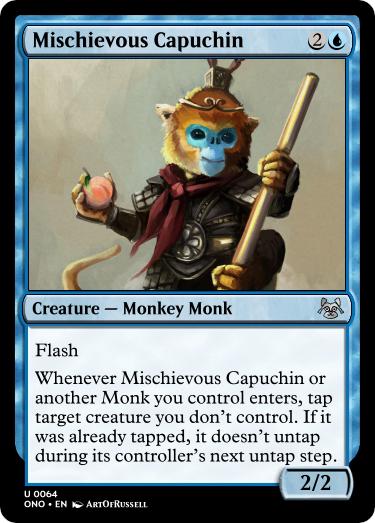 Mischievous Capuchin 2
Creature — Monkey Monk
Flash
Whenever Mischievous Capuchin or
another Monk you control enters, tap
target creature you don't control. If it
was already tapped, it doesn't untap
during its controller's next untap step.
2/2
U 0064
ONO • EN ArtOfRussell